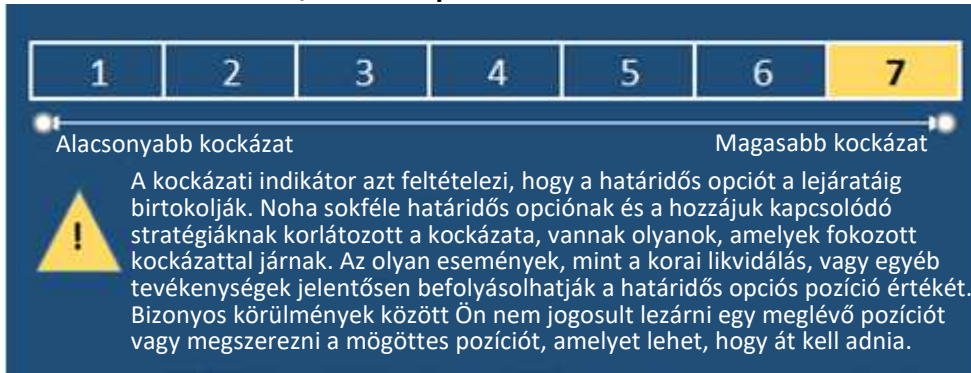 1 2 3 4 5 6 7
Alacsonyabb kockázat Magasabb kockázat
A kockázati indikátor azt feltételezi, hogy a határidős opciót a lejáratáig
birtokolják. Noha sokféle határidős opciónak és a hozzájuk kapcsolódó
! stratégiáknak korlátozott a kockázata, vannak olyanok, amelyek fokozott
kockázattal járnak. Az olyan események, mint a korai likvidálás, vagy egyéb
tevékenységek jelentősen befolyásolhatják a határidős opciós pozíció értékét.
Bizonyos körülmények között Ön nem jogosult lezárni egy meglévő pozíciót
vagy megszerezni a mögöttes pozíciót, amelyet lehet, hogy át kell adnia.